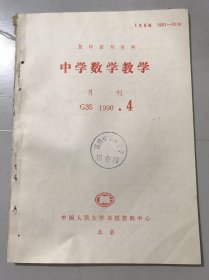 ISSN 1001-2878
复印报刊资料
中学数学教学
月刊
G35 1990.4
中国人民大学书报资料中心
北京